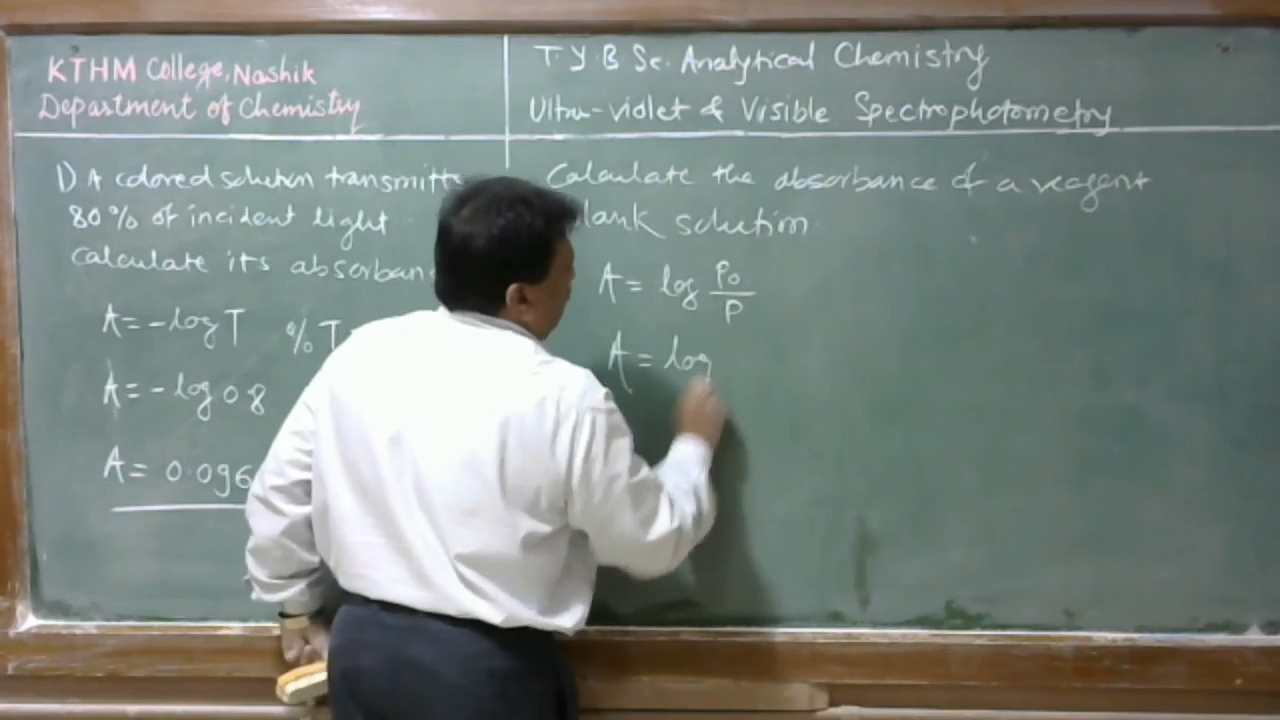 KTHM College, Nashik
Department of Chemistry
T. Y. B Sc. Analytical Chemistry
Ultra-violet & Visible Spectrophotometry
1) A colored solution transmitts
80% of incident light
calculate its absorban
A = -log T %T
A = -log 0.8
A = 0.096
Calculate the absorbance of a reagent
lank solution.
A = log P0/P
A = log